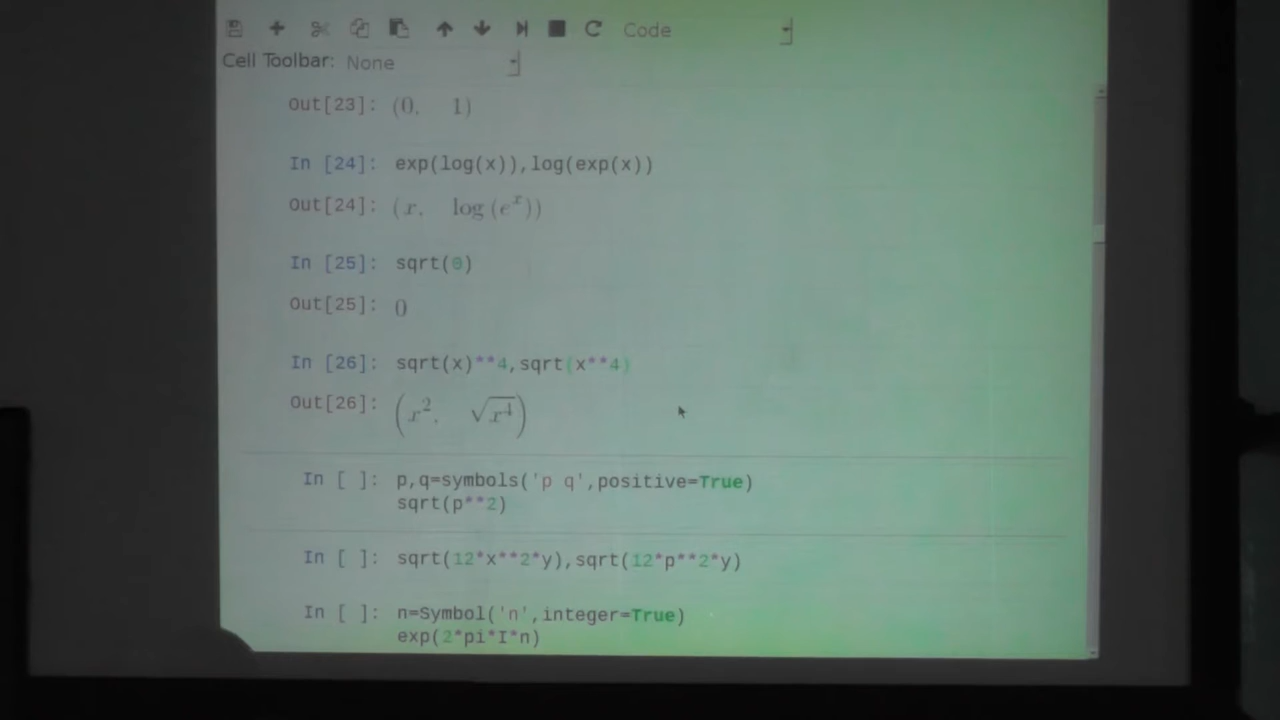 Code
Cell Toolbar: None
Out[23]: (0, 1)
In [24]: exp(log(x)),log(exp(x))
Out[24]: (x, log (e^x))
In [25]: sqrt(0)
Out[25]: 0
In [26]: sqrt(x)**4,sqrt(x**4)
Out[26]: (x², √x⁴)
In [ ]: p,q=symbols('p q',positive=True)
sqrt(p**2)
In [ ]: sqrt(12*x**2*y),sqrt(12*p**2*y)
In [ ]: n=Symbol('n',integer=True)
exp(2*pi*I*n)